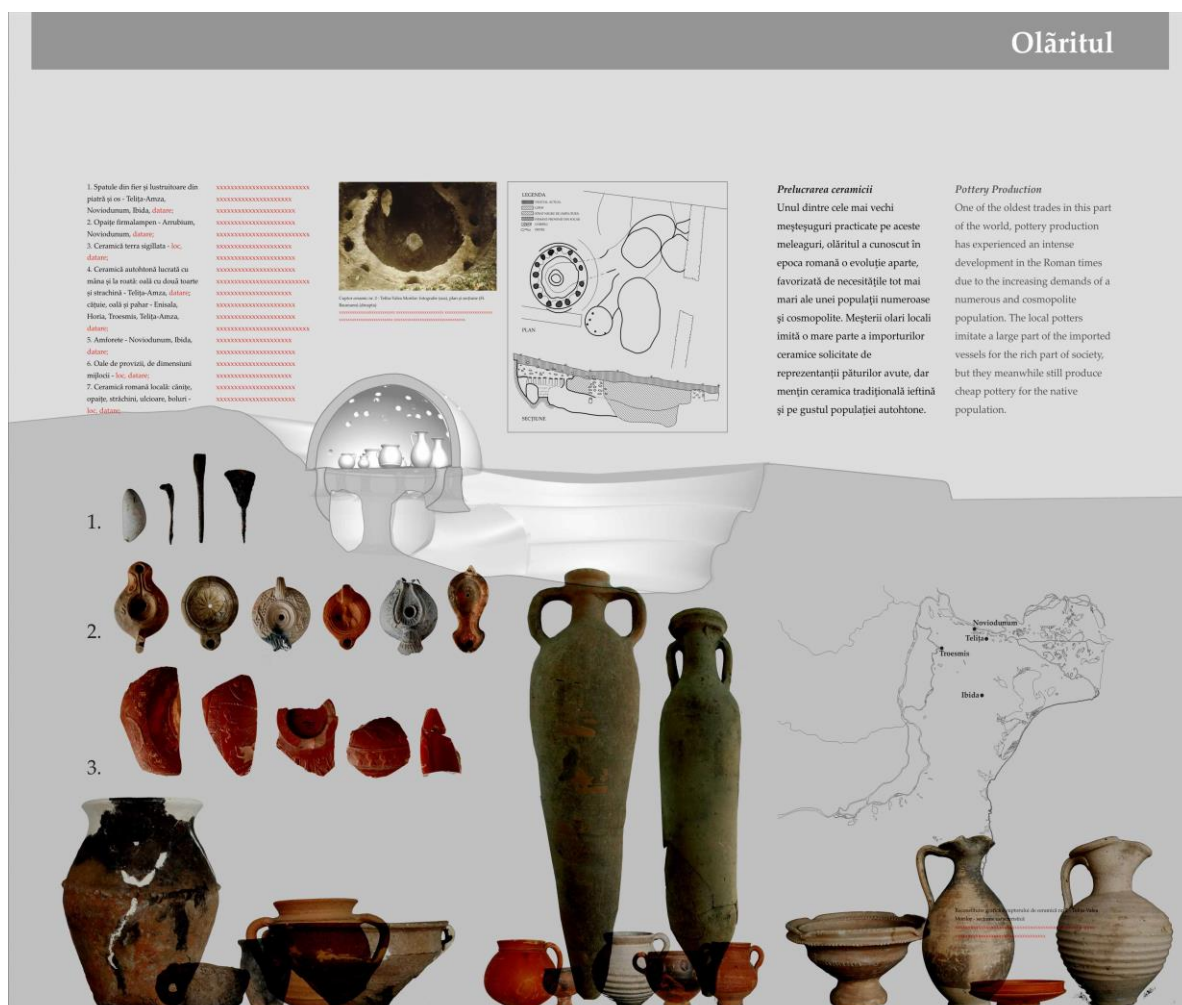 Olãritul
1. Spatule din fier și lustruitoare din
piatră și os - Telița-Amza,
Noviodunum, Ibida, datare;
2. Opaițe firmalampen - Arrubium,
Noviodunum, datare;
3. Ceramică terra sigillata - loc,
datare;
4. Ceramică autohtonă lucrată cu
mâna și la roată: oală cu două toarte
și strachină - Telița-Amza, datare;
cățuie, oală și pahar - Enisala,
Horia, Troesmis, Telița-Amza,
datare;
5. Amforete - Noviodunum, Ibida,
datare;
6. Oale de provizii, de dimensiuni
mijlocii - loc, datare;
7. Ceramică romană locală: cănițe,
opaițe, străchini, ulcioare, boluri -
loc, datare.
LEGENDA
PLAN
SECȚIUNE
Prelucrarea ceramicii
Unul dintre cele mai vechi
meșteșuguri practicate pe aceste
meleaguri, olăritul a cunoscut în
epoca romană o evoluție aparte,
favorizată de necesitățile tot mai
mari ale unei populații numeroase
și cosmopolite. Meșterii olari locali
imită o mare parte a importurilor
ceramice solicitate de
reprezentanții păturilor avute, dar
mențin ceramica tradițională ieftină
și pe gustul populației autohtone.
Pottery Production
One of the oldest trades in this part
of the world, pottery production
has experienced an intense
development in the Roman times
due to the increasing demands of a
numerous and cosmopolite
population. The local potters
imitate a large part of the imported
vessels for the rich part of society,
but they meanwhile still produce
cheap pottery for the native
population.
1.
2.
3.
Noviodunum
Telița
Troesmis
Ibida